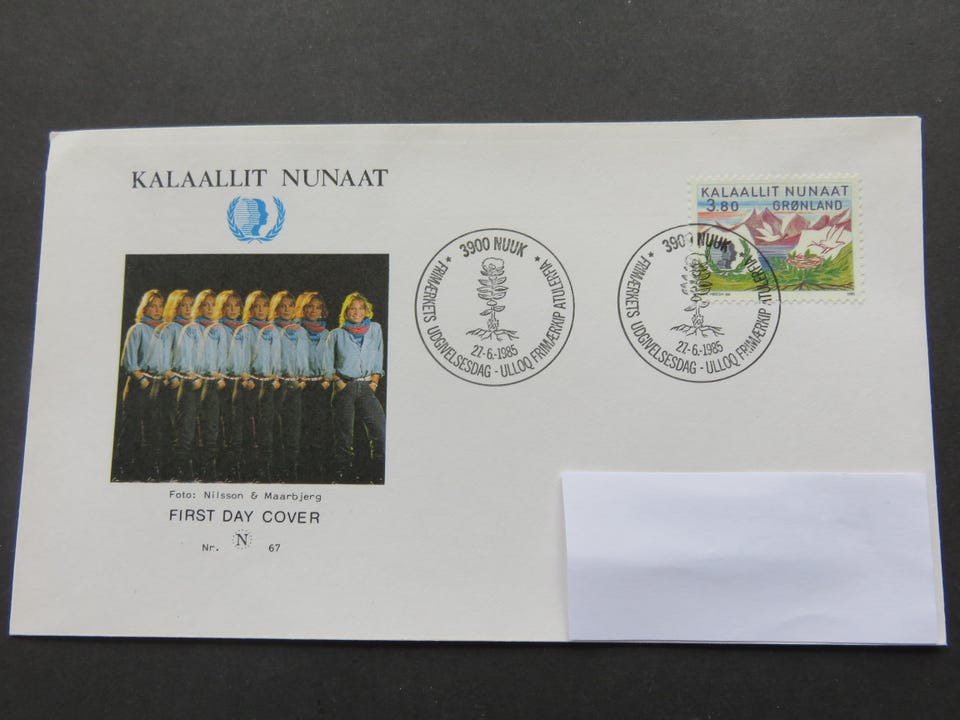 KALAALLIT NUNAAT
Foto: Nilsson & Maarbjerg
FIRST DAY COVER
Nr. N 67
3900 NUUK
* FRIMÆRKETS UDGIVELSESDAG - ULLOQ FRIMÆRKIP ATULERFIA *
27.-6.-1985
KALAALLIT NUNAAT
3.80 GRØNLAND
3900 NUUK
* FRIMÆRKETS UDGIVELSESDAG - ULLOQ FRIMÆRKIP ATULERFIA *
27.-6.-1985